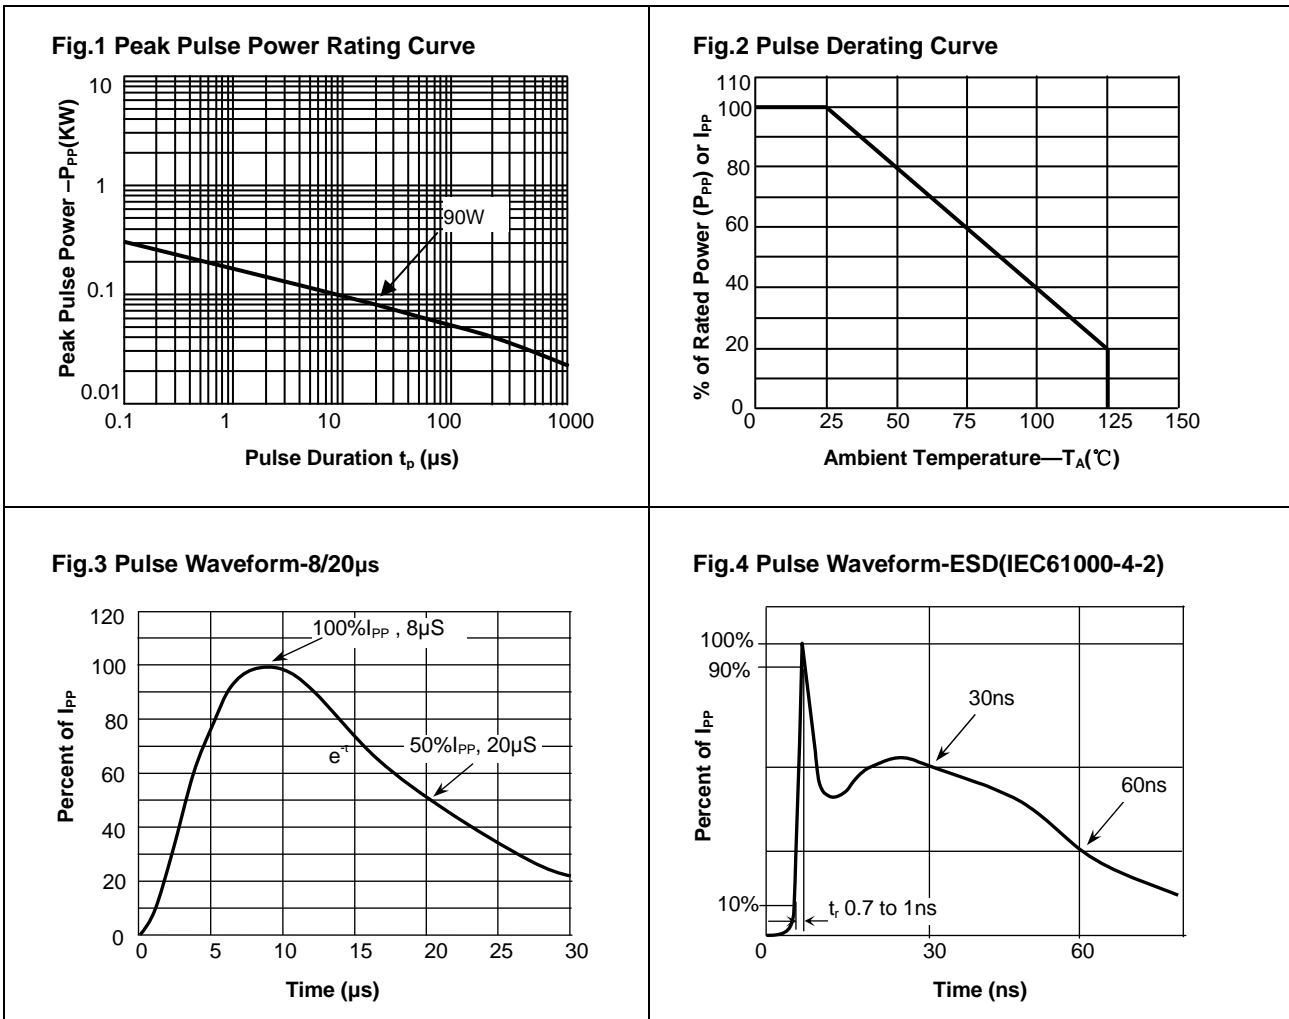 Fig.1 Peak Pulse Power Rating Curve
Peak Pulse Power –PPP(KW)
10
1
0.1
0.01
90W
0.1 1 10 100 1000
Pulse Duration tp (μs)
Fig.2 Pulse Derating Curve
% of Rated Power (PPP) or IPP
110
100
80
60
40
20
0
0 25 50 75 100 125 150
Ambient Temperature—TA(℃)
Fig.3 Pulse Waveform-8/20μs
Percent of IPP
120
100
80
60
40
20
0
100%IPP , 8μS
e-t
50%IPP, 20μS
0 5 10 15 20 25 30
Time (μs)
Fig.4 Pulse Waveform-ESD(IEC61000-4-2)
Percent of IPP
100%
90%
10%
30ns
60ns
tr 0.7 to 1ns
0 30 60
Time (ns)